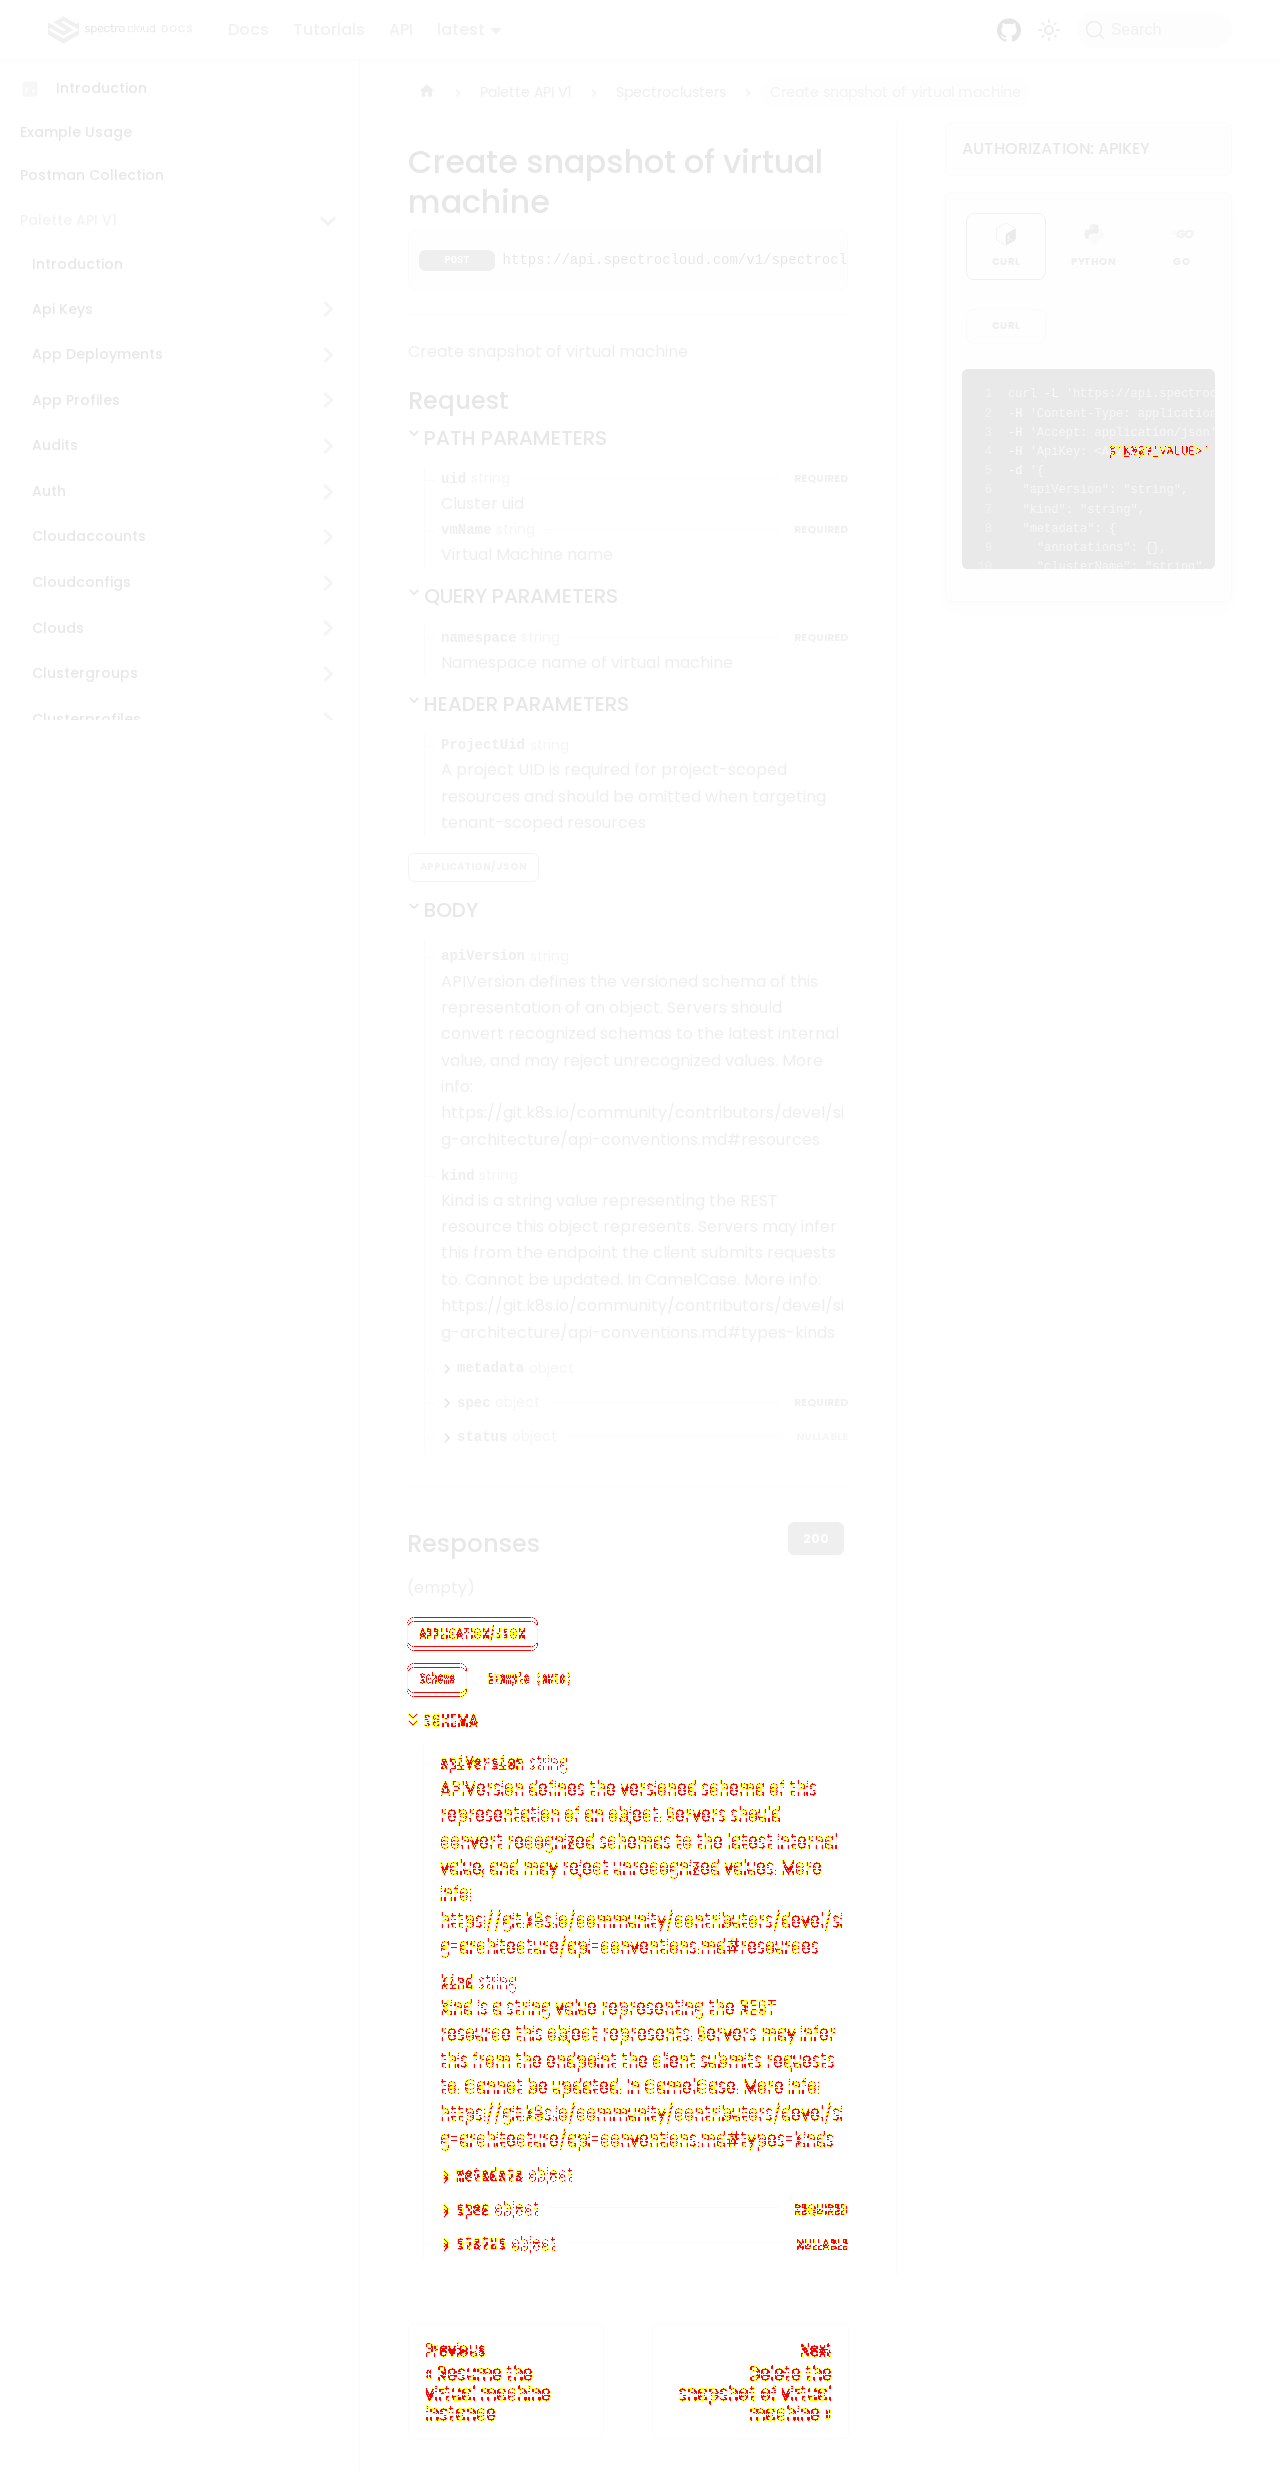 spectro cloud DOCS
Docs Tutorials API latest
Search
Introduction
Example Usage
Postman Collection
Palette API V1
Introduction
Api Keys
App Deployments
App Profiles
Audits
Auth
Cloudaccounts
Cloudconfigs
Clouds
Clustergroups
Clusterprofiles
Palette API V1 Spectroclusters Create snapshot of virtual machine
Create snapshot of virtual
machine
POST https://api.spectrocloud.com/v1/spectrocl
Create snapshot of virtual machine
Request
PATH PARAMETERS
uid string REQUIRED
Cluster uid
vmName string REQUIRED
Virtual Machine name
QUERY PARAMETERS
namespace string REQUIRED
Namespace name of virtual machine
HEADER PARAMETERS
ProjectUid string
A project UID is required for project-scoped
resources and should be omitted when targeting
tenant-scoped resources
APPLICATION/JSON
BODY
apiVersion string
APIVersion defines the versioned schema of this
representation of an object. Servers should
convert recognized schemas to the latest internal
value, and may reject unrecognized values. More
info:
https://git.k8s.io/community/contributors/devel/si
g-architecture/api-conventions.md#resources
kind string
Kind is a string value representing the REST
resource this object represents. Servers may infer
this from the endpoint the client submits requests
to. Cannot be updated. In CamelCase. More info:
https://git.k8s.io/community/contributors/devel/si
g-architecture/api-conventions.md#types-kinds
metadata object
spec object REQUIRED
status object NULLABLE
Responses
200
(empty)
APPLICATION/JSON
Schema Example (auto)
SCHEMA
apiVersion string
APIVersion defines the versioned schema of this
representation of an object. Servers should
convert recognized schemas to the latest internal
value, and may reject unrecognized values. More
info:
https://git.k8s.io/community/contributors/devel/si
g-architecture/api-conventions.md#resources
kind string
Kind is a string value representing the REST
resource this object represents. Servers may infer
this from the endpoint the client submits requests
to. Cannot be updated. In CamelCase. More info:
https://git.k8s.io/community/contributors/devel/si
g-architecture/api-conventions.md#types-kinds
metadata object
spec object REQUIRED
status object NULLABLE
Previous
« Resume the
virtual machine
instance
Next
Delete the
snapshot of virtual
machine »
AUTHORIZATION: APIKEY
CURL PYTHON GO
CURL
1 curl -L 'https://api.spectroc
2 -H 'Content-Type: application
3 -H 'Accept: application/json'
4 -H 'ApiKey:
5 -d '{
6 "apiVersion": "string",
7 "kind": "string",
8 "metadata": {
9 "annotations": {},
10 "clusterName": "string"